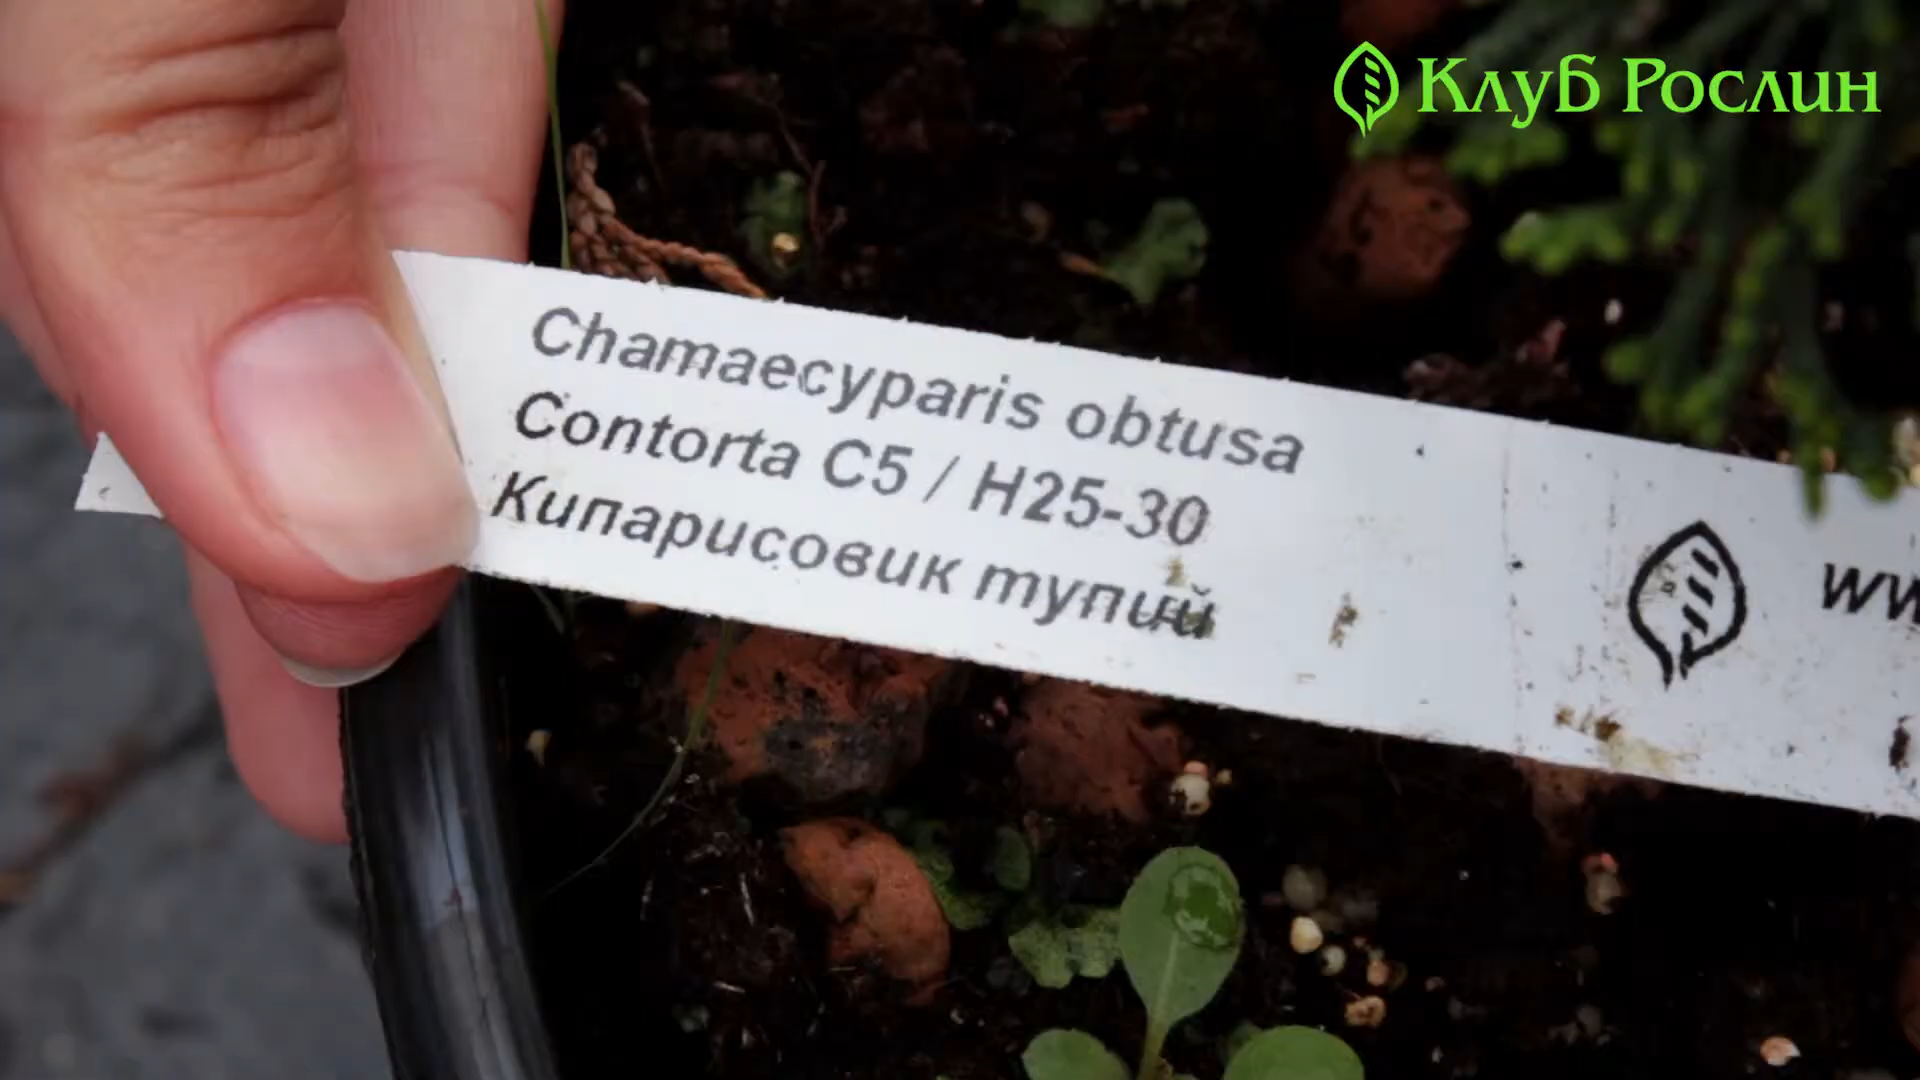 Клуб Рослин
Chamaecyparis obtusa
Contorta C5 / H25-30
Кипарисовик тупий